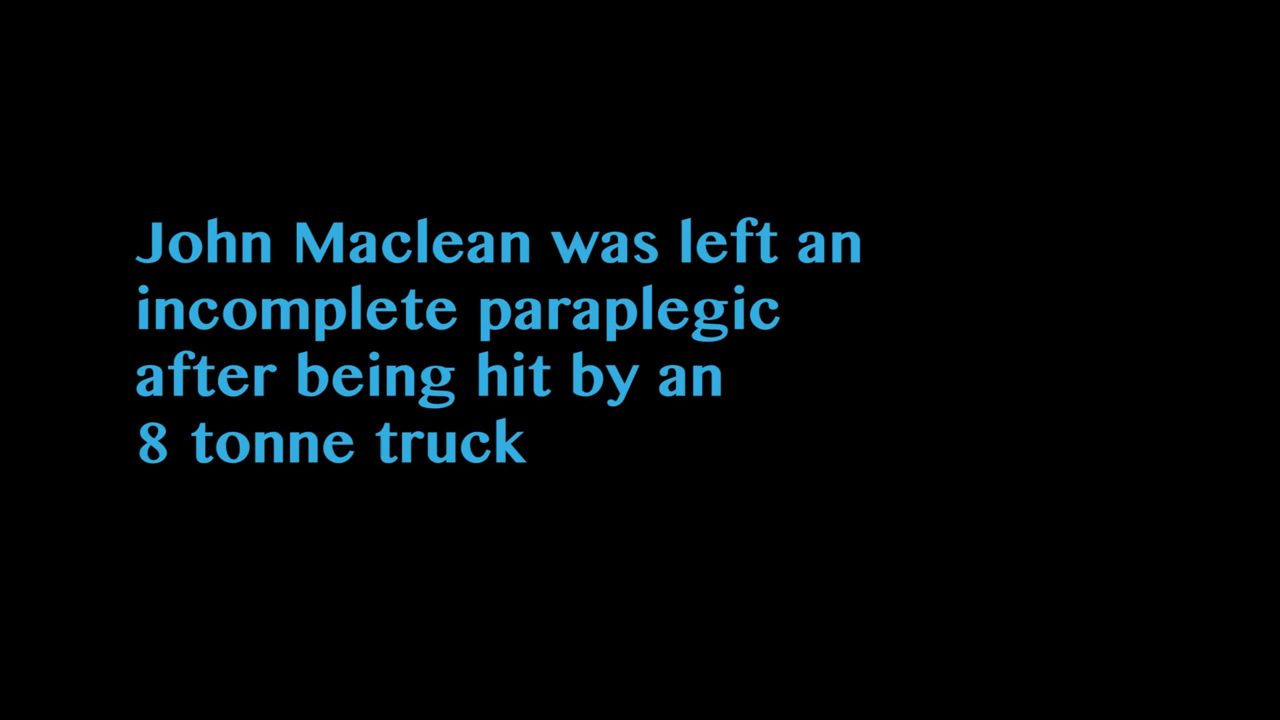 John Maclean was left an
incomplete paraplegic
after being hit by an
8 tonne truck